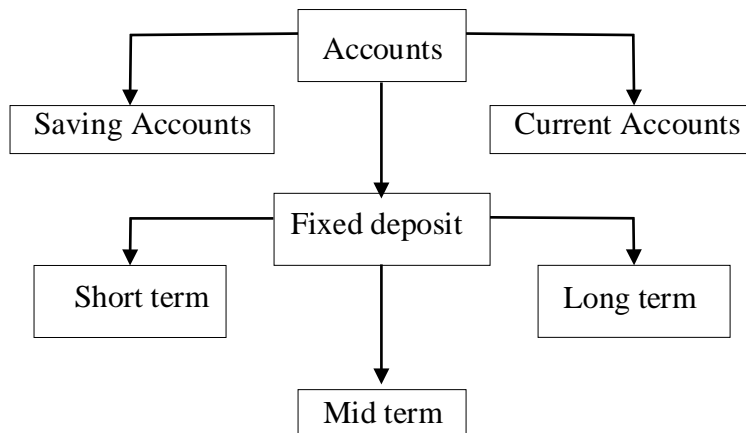 Accounts
Saving Accounts
Current Accounts
Fixed deposit
Short term
Long term
Mid term